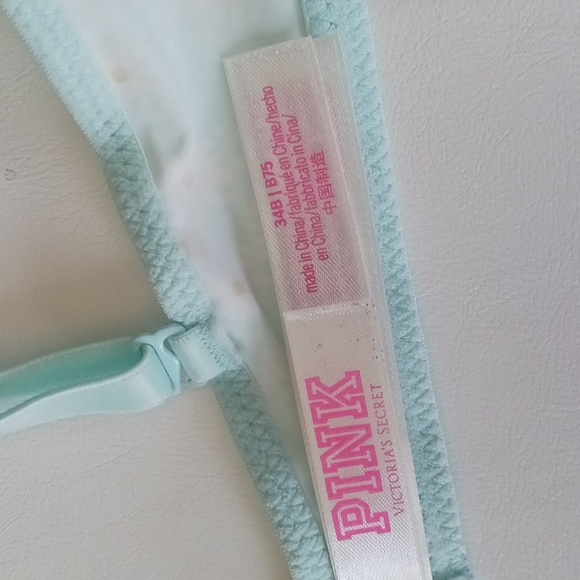 34B | B75
made in China/fabriqué en Chine/hecho
en China/fabbricato in Cina/
中国制造
PINK
VICTORIA'S SECRET